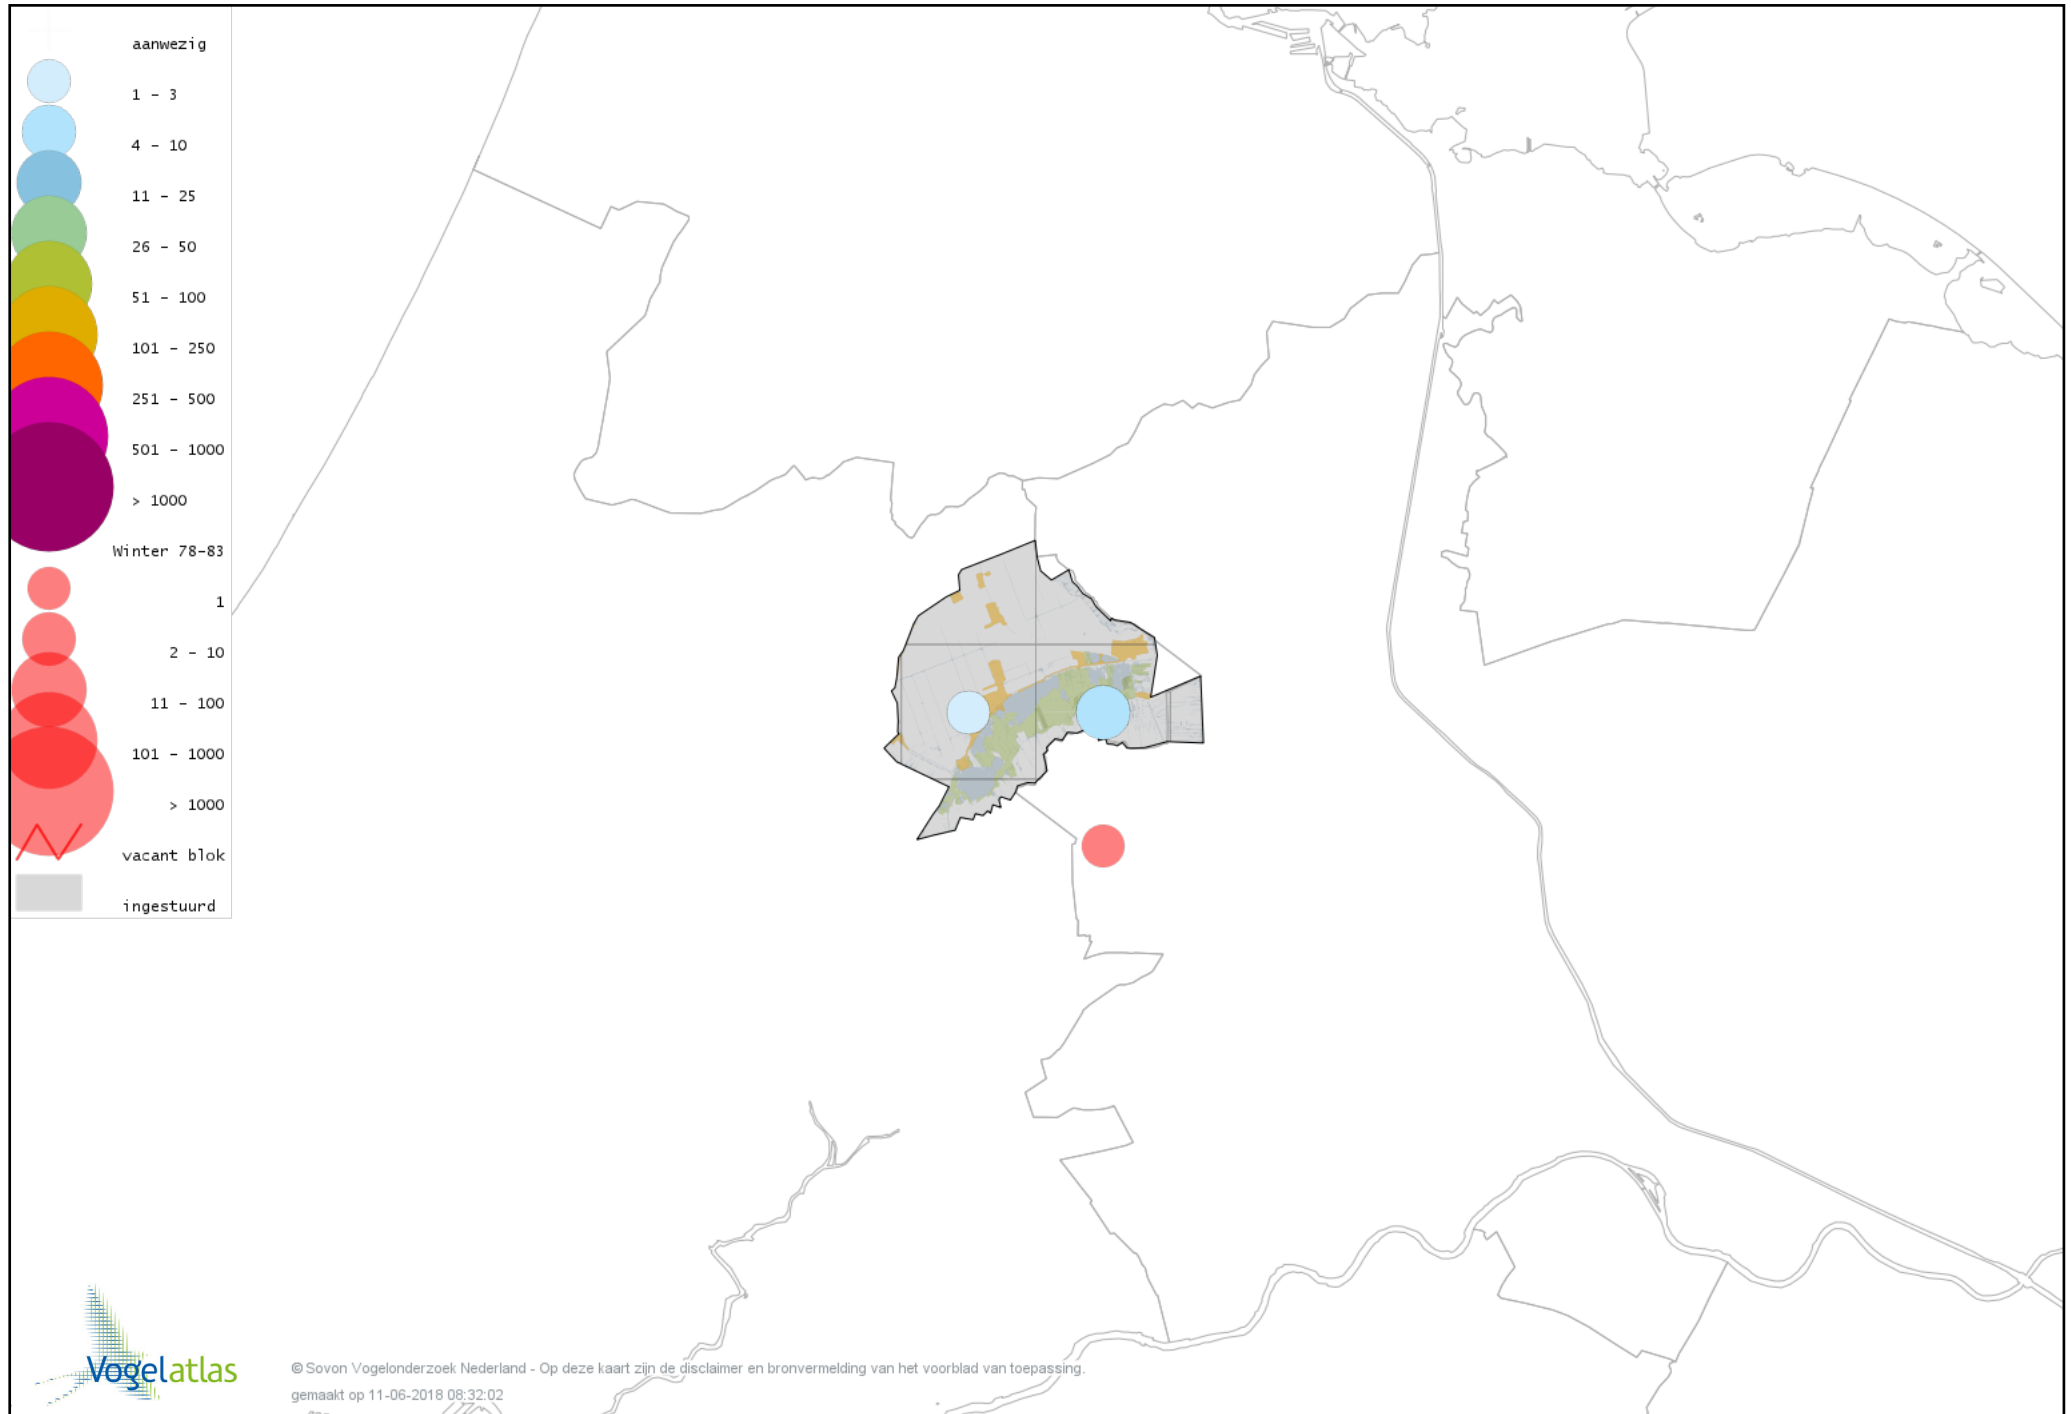 aanwezig
1 - 3
4 - 10
11 - 25
26 - 50
51 - 100
101 - 250
251 - 500
501 - 1000
> 1000
Winter 78-83
1
2 - 10
11 - 100
101 - 1000
> 1000
vacant blok
ingestuurd
Vogelatlas
© Sovon Vogelonderzoek Nederland - Op deze kaart zijn de disclaimer en bronvermelding van het voorblad van toepassing.
gemaakt op 11-06-2018 08:32:02